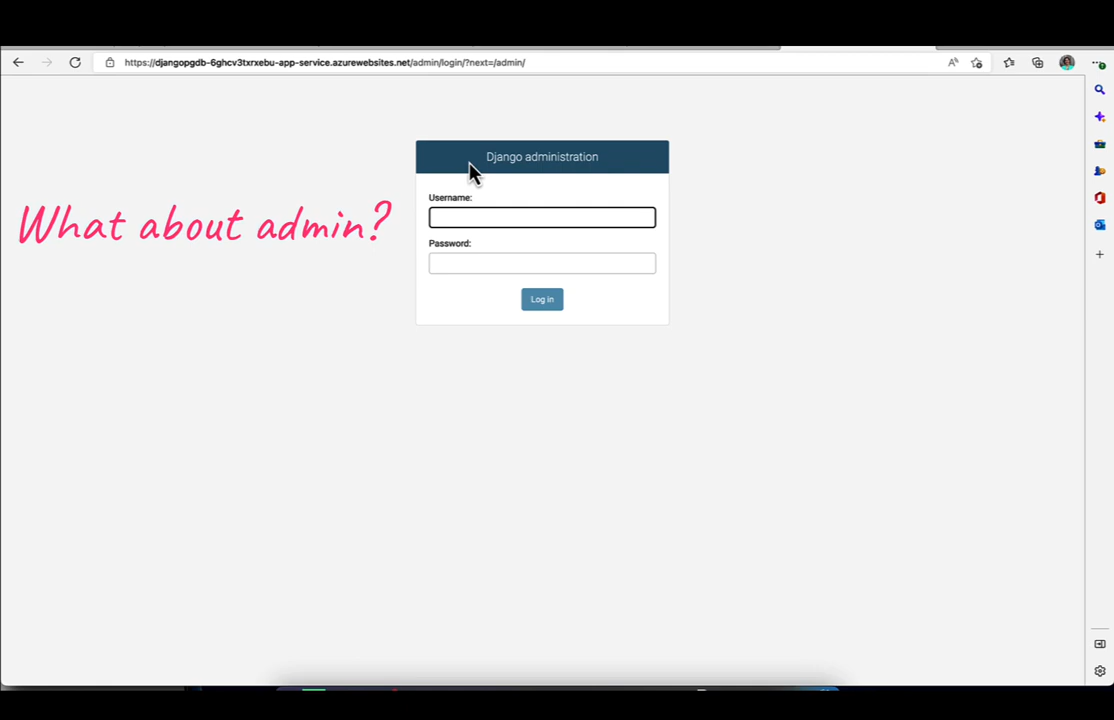 https://djangopgdb-6ghcv3txrxebu-app-service.azurewebsites.net/admin/login/?next=/admin/
Django administration
What about admin?
Username:
Password:
Log in